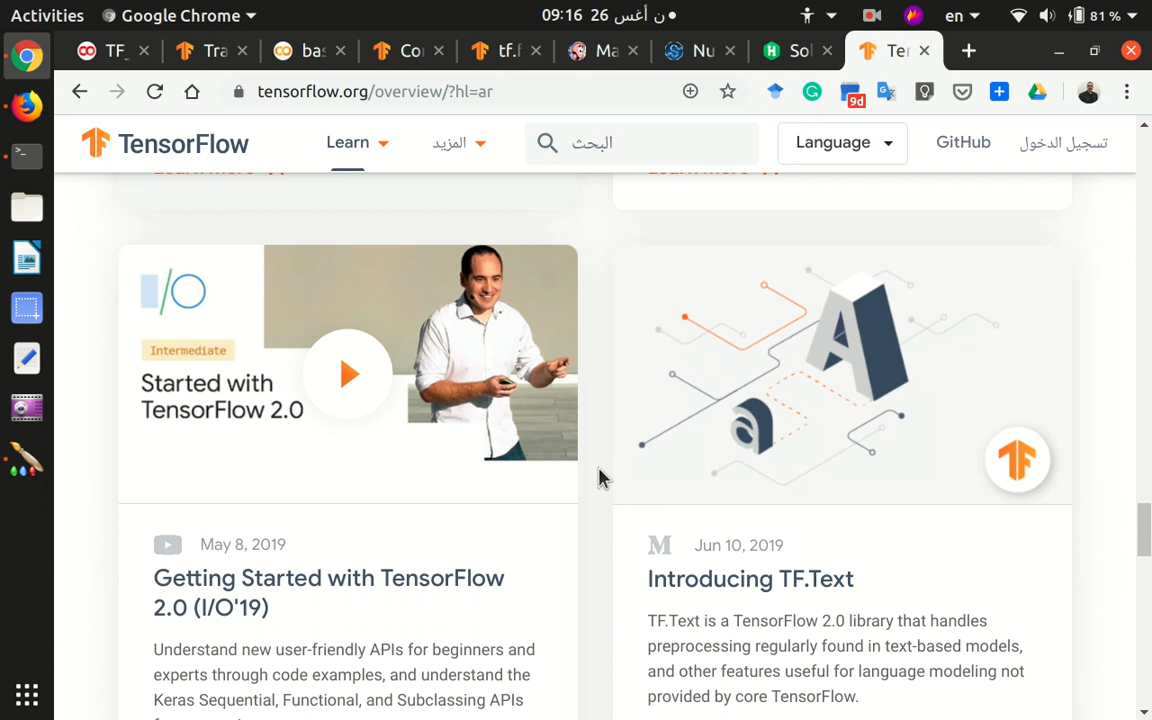 Activities
Google Chrome
09:16 26 ن أغس
en
81 %
TF_
Tra
bas
Co
tf.f
Ma
Nu
Sol
Ter
tensorflow.org/overview/?hl=ar
9d
TensorFlow
Learn
المزيد
البحث
Language
GitHub
تسجيل الدخول
I/O
Intermediate
Started with
TensorFlow 2.0
A
a
May 8, 2019
Getting Started with TensorFlow
2.0 (I/O'19)
Understand new user-friendly APIs for beginners and
experts through code examples, and understand the
Keras Sequential, Functional, and Subclassing APIs
Jun 10, 2019
Introducing TF.Text
TF.Text is a TensorFlow 2.0 library that handles
preprocessing regularly found in text-based models,
and other features useful for language modeling not
provided by core TensorFlow.